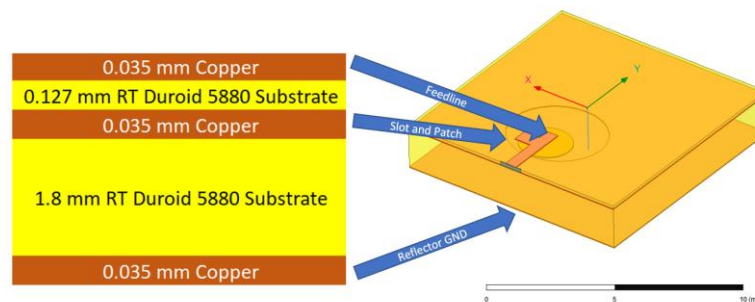 0.035 mm Copper
0.127 mm RT Duroid 5880 Substrate
0.035 mm Copper
1.8 mm RT Duroid 5880 Substrate
0.035 mm Copper
Feedline
Slot and Patch
Reflector GND
X
Y
0
5
10